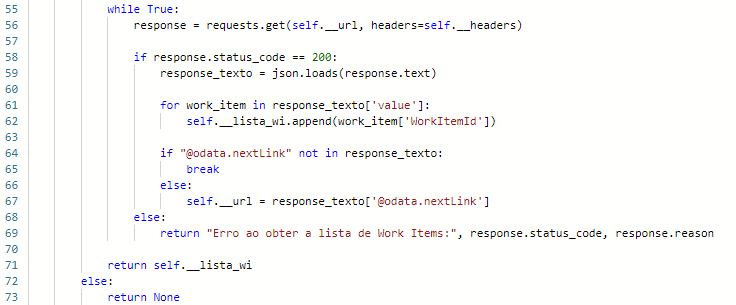 55 while True:
56 response = requests.get(self.__url, headers=self.__headers)
57
58 if response.status_code == 200:
59 response_texto = json.loads(response.text)
60
61 for work_item in response_texto['value']:
62 self.__lista_wi.append(work_item['WorkItemId'])
63
64 if "@odata.nextLink" not in response_texto:
65 break
66 else:
67 self.__url = response_texto['@odata.nextLink']
68 else:
69 return "Erro ao obter a lista de Work Items:", response.status_code, response.reason
70
71 return self.__lista_wi
72 else:
73 return None